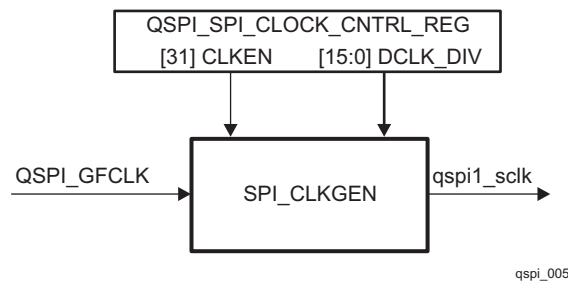 QSPI_SPI_CLOCK_CNTRL_REG
[31] CLKEN [15:0] DCLK_DIV
QSPI_GFCLK
SPI_CLKGEN
qspi1_sclk
qspi_005